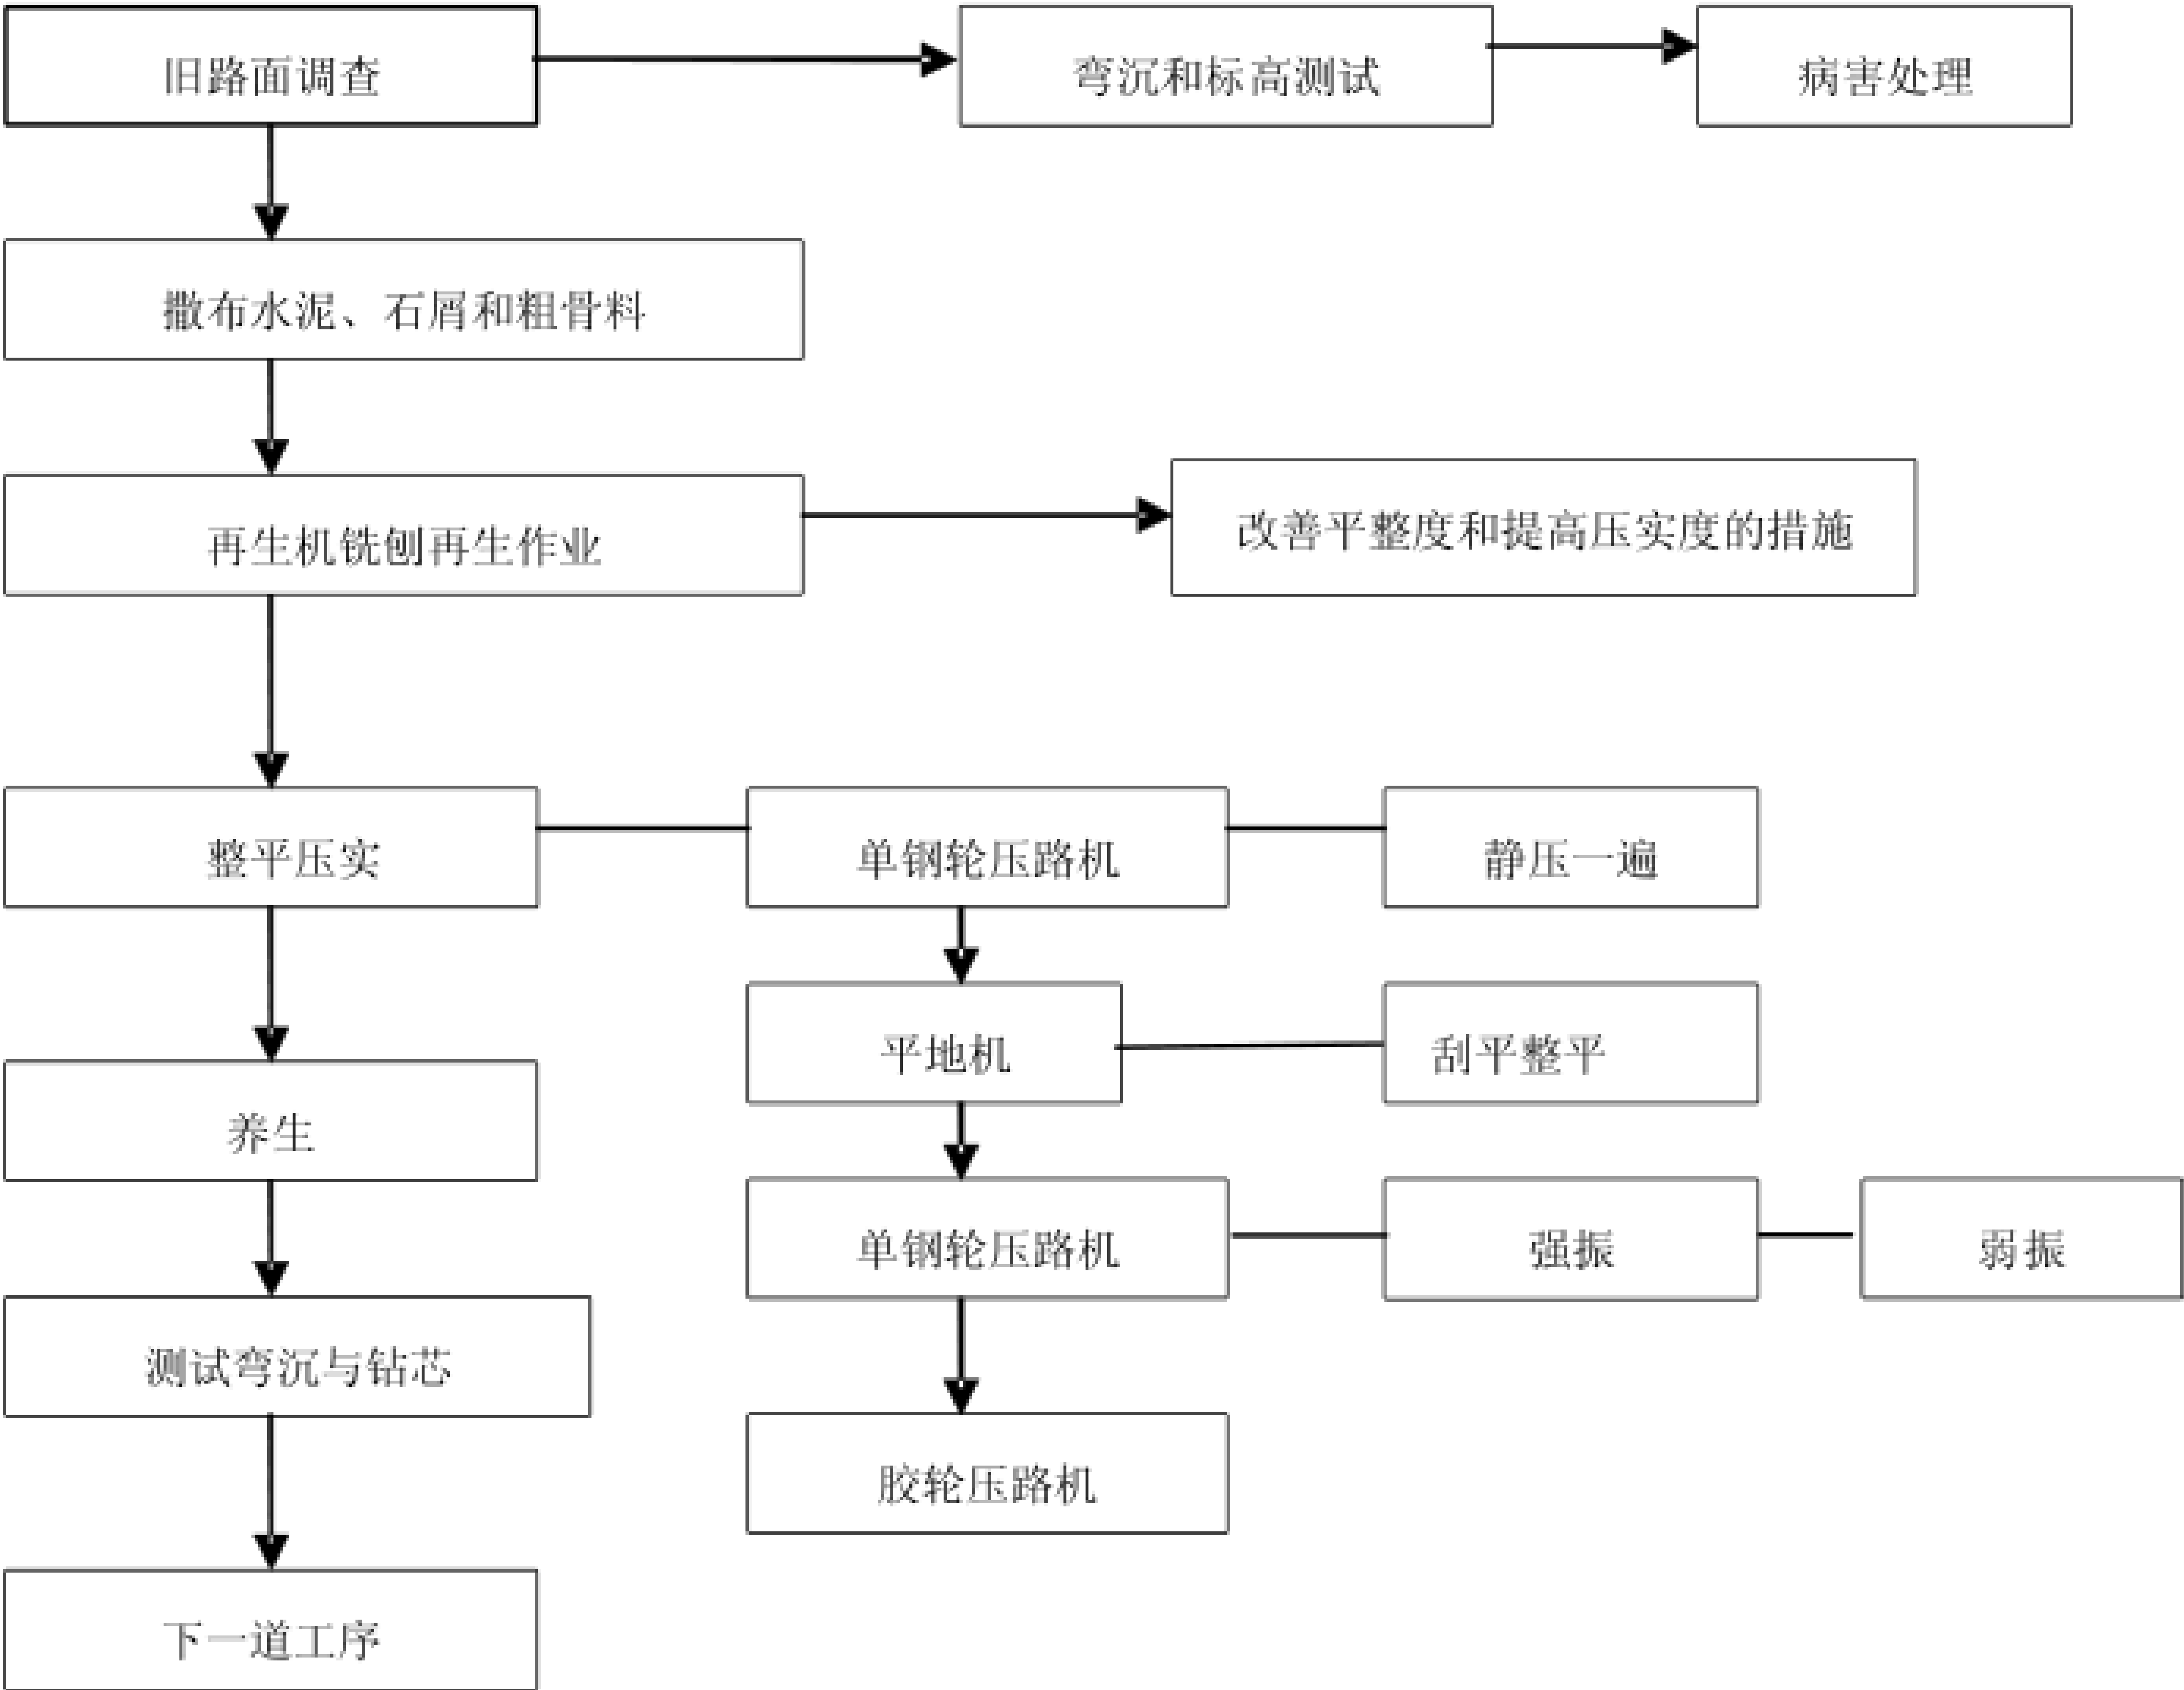 旧路面调查
弯沉和标高测试
病害处理
撒布水泥、石屑和粗骨料
再生机铣刨再生作业
改善平整度和提高压实度的措施
整平压实
单钢轮压路机
静压一遍
平地机
刮平整平
养生
单钢轮压路机
强振
弱振
测试弯沉与钻芯
胶轮压路机
下一道工序